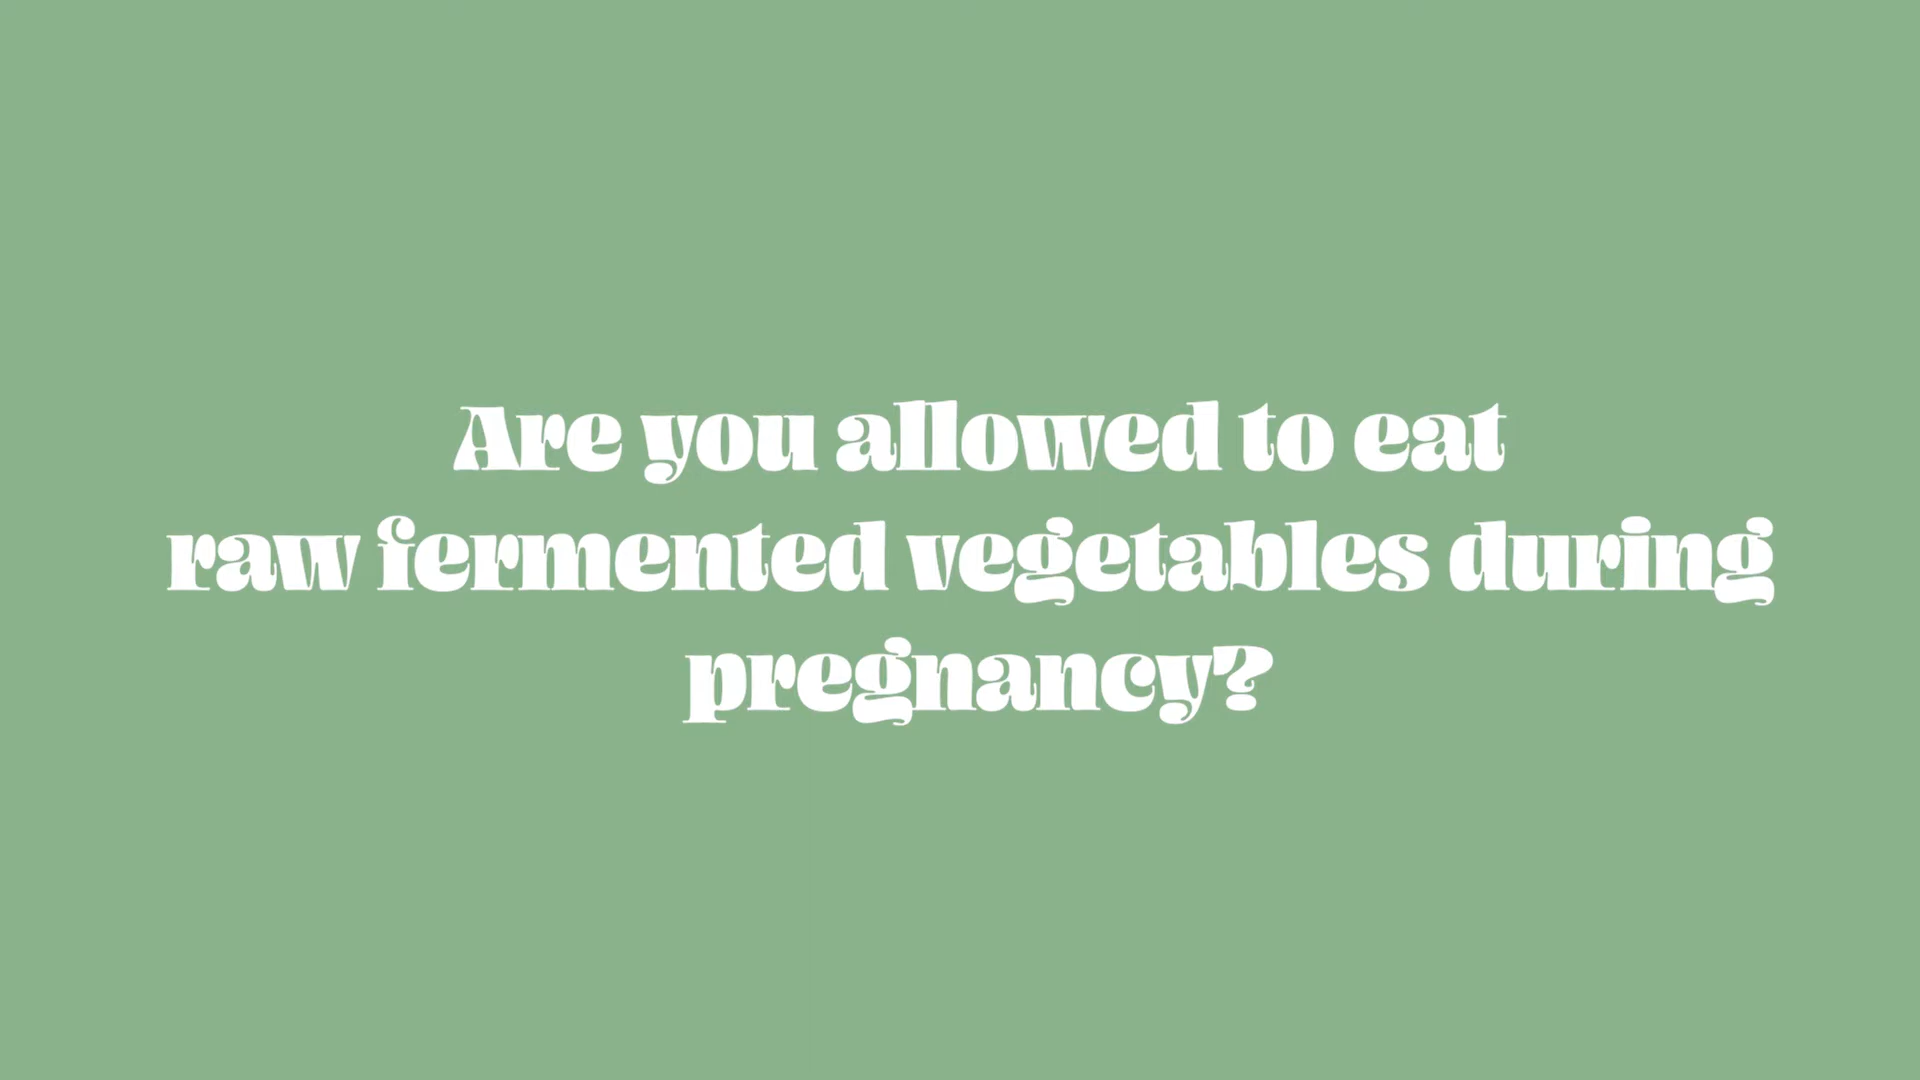 Are you allowed to eat
raw fermented vegetables during
pregnancy?